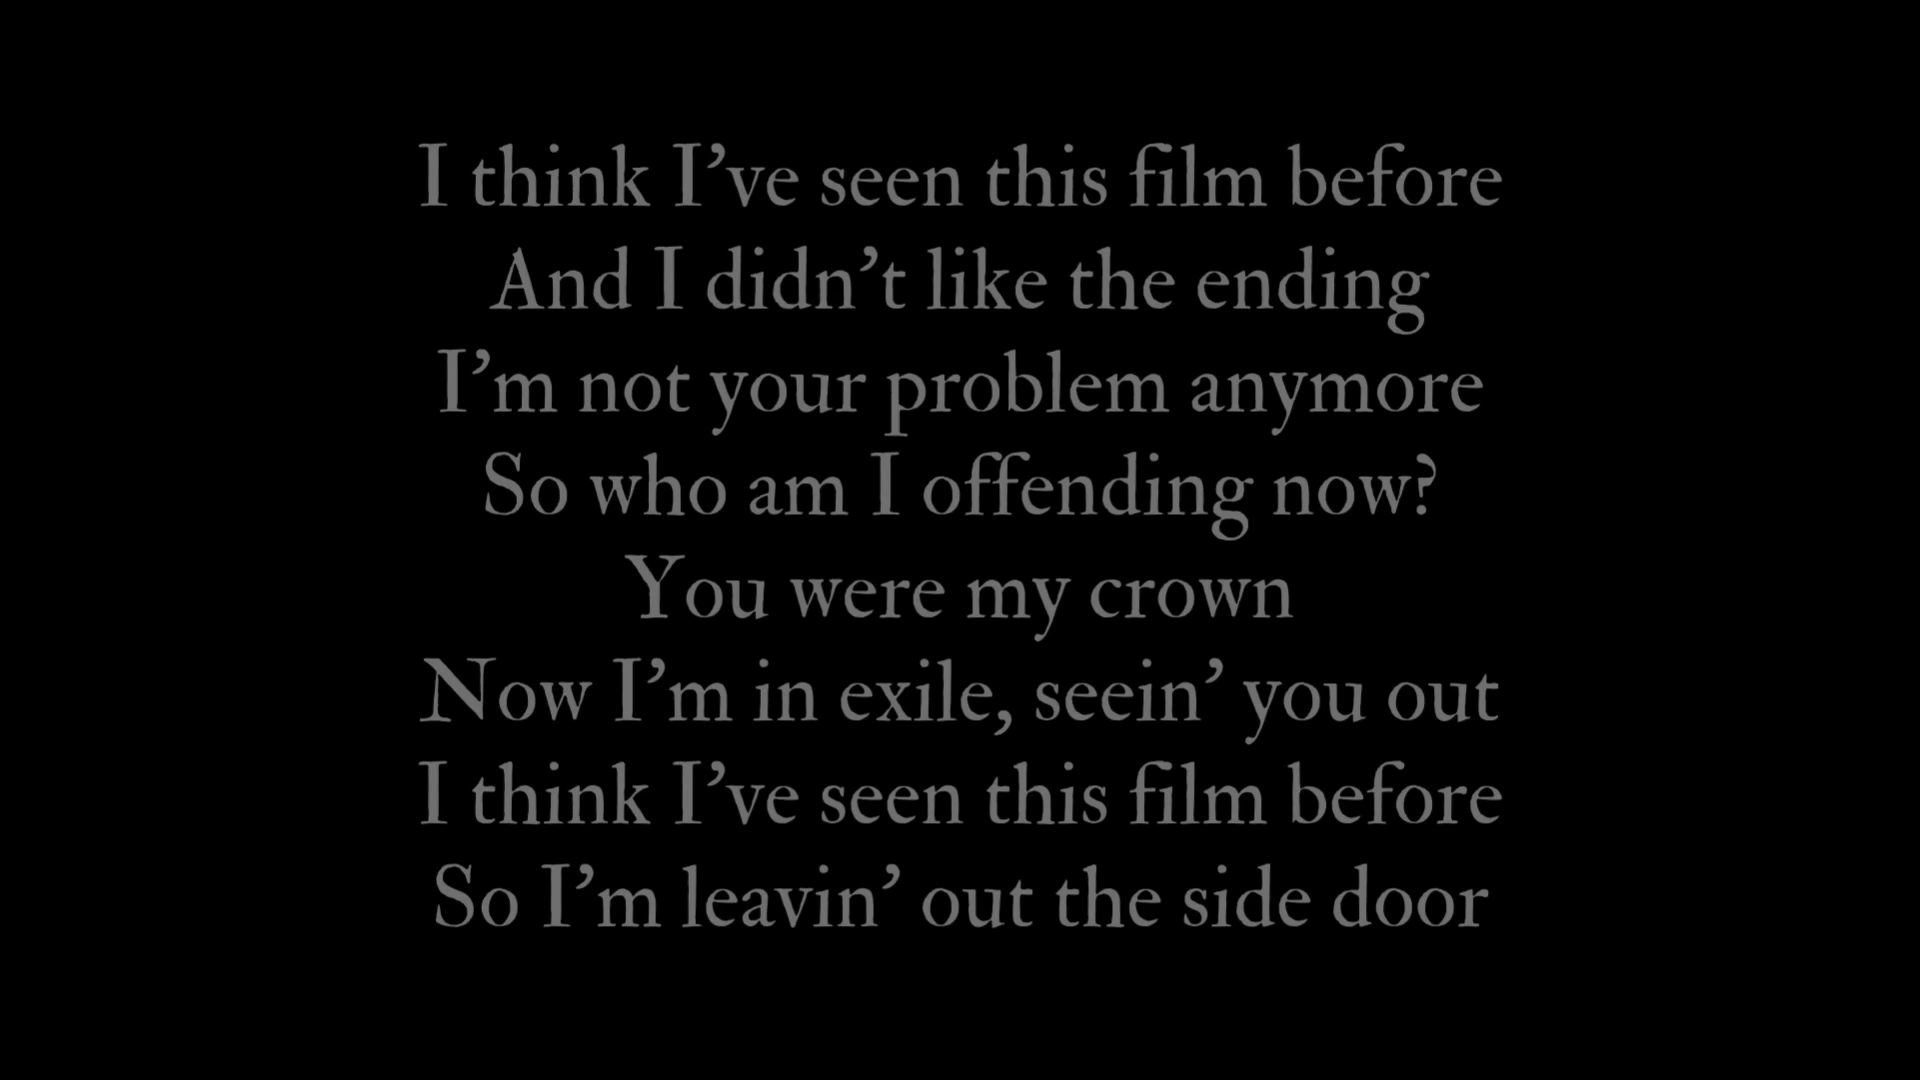 I think I’ve seen this film before
And I didn’t like the ending
I’m not your problem anymore
So who am I offending now?
You were my crown
Now I’m in exile, seein’ you out
I think I’ve seen this film before
So I’m leavin’ out the side door